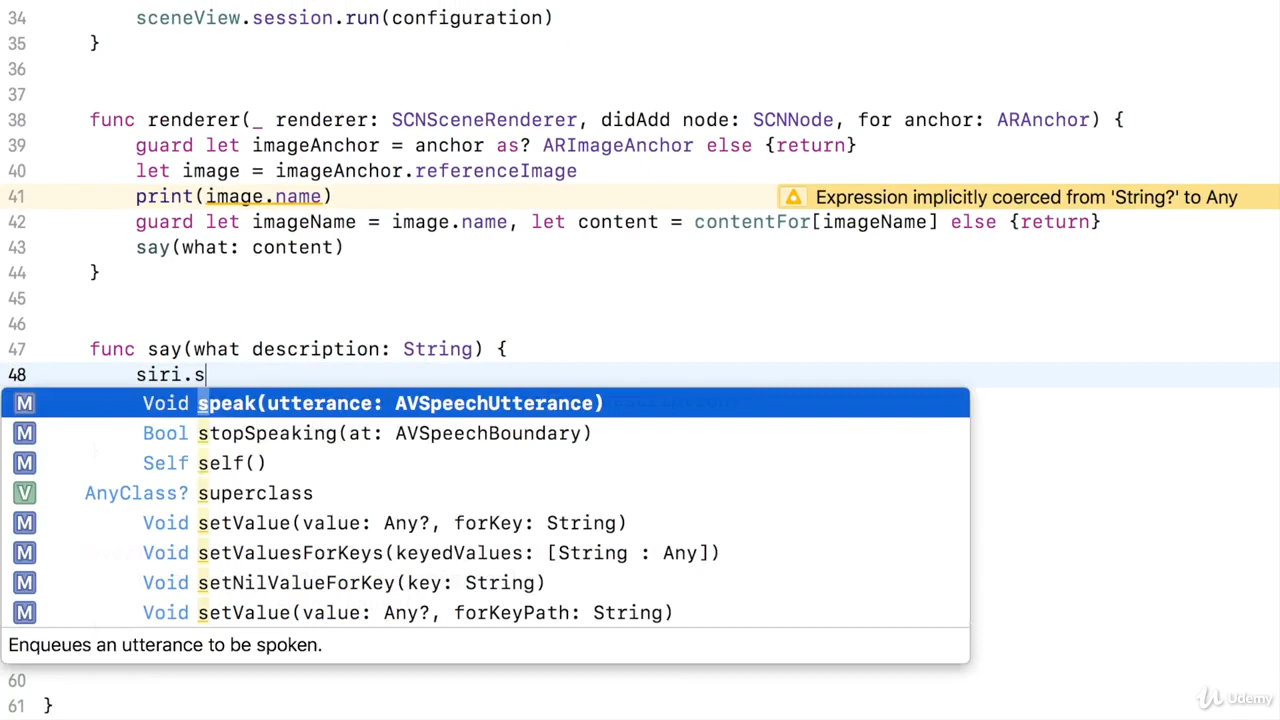 34 sceneView.session.run(configuration)
35 }
36
37
38 func renderer(_ renderer: SCNSceneRenderer, didAdd node: SCNNode, for anchor: ARAnchor) {
39 guard let imageAnchor = anchor as? ARImageAnchor else {return}
40 let image = imageAnchor.referenceImage
41 print(image.name) Expression implicitly coerced from 'String?' to Any
42 guard let imageName = image.name, let content = contentFor[imageName] else {return}
43 say(what: content)
44 }
45
46
47 func say(what description: String) {
48 siri.s
M Void speak(utterance: AVSpeechUtterance)
M Bool stopSpeaking(at: AVSpeechBoundary)
M Self self()
V AnyClass? superclass
M Void setValue(value: Any?, forKey: String)
M Void setValuesForKeys(keyedValues: [String : Any])
M Void setNilValueForKey(key: String)
M Void setValue(value: Any?, forKeyPath: String)
Enqueues an utterance to be spoken.
60
61 }
Udemy